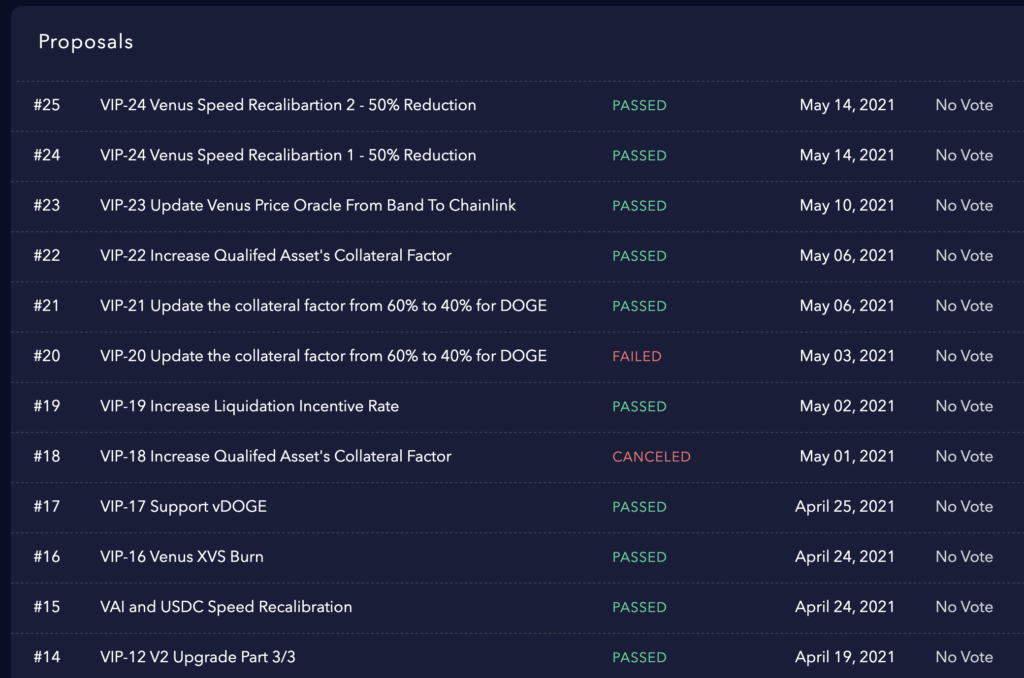 Proposals
#25 VIP-24 Venus Speed Recalibartion 2 - 50% Reduction PASSED May 14, 2021 No Vote
#24 VIP-24 Venus Speed Recalibartion 1 - 50% Reduction PASSED May 14, 2021 No Vote
#23 VIP-23 Update Venus Price Oracle From Band To Chainlink PASSED May 10, 2021 No Vote
#22 VIP-22 Increase Qualifed Asset's Collateral Factor PASSED May 06, 2021 No Vote
#21 VIP-21 Update the collateral factor from 60% to 40% for DOGE PASSED May 06, 2021 No Vote
#20 VIP-20 Update the collateral factor from 60% to 40% for DOGE FAILED May 03, 2021 No Vote
#19 VIP-19 Increase Liquidation Incentive Rate PASSED May 02, 2021 No Vote
#18 VIP-18 Increase Qualifed Asset's Collateral Factor CANCELED May 01, 2021 No Vote
#17 VIP-17 Support vDOGE PASSED April 25, 2021 No Vote
#16 VIP-16 Venus XVS Burn PASSED April 24, 2021 No Vote
#15 VAI and USDC Speed Recalibration PASSED April 24, 2021 No Vote
#14 VIP-12 V2 Upgrade Part 3/3 PASSED April 19, 2021 No Vote